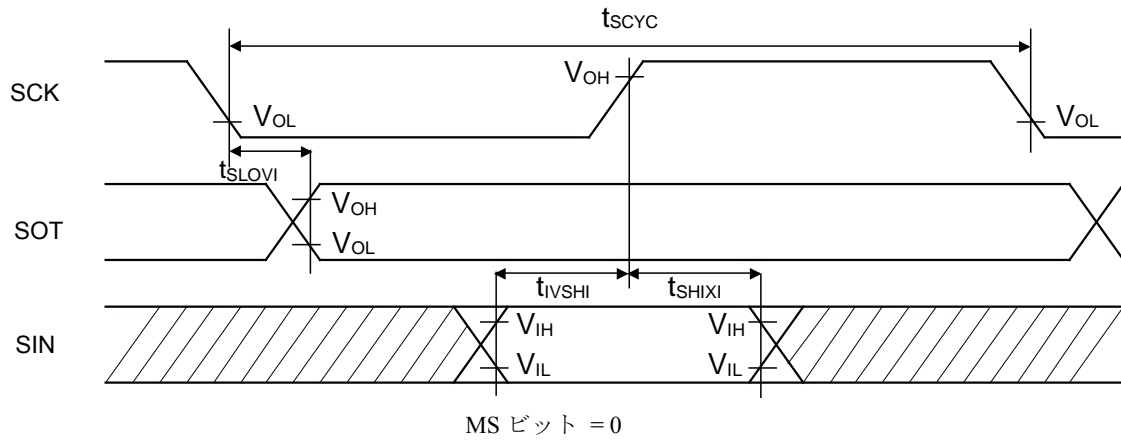 tSCYC
SCK
VOH
VOL
VOL
tSLOVI
SOT
VOH
VOL
tIVSHI
tSHIXI
SIN
VIH
VIH
VIL
VIL
MS ビット = 0